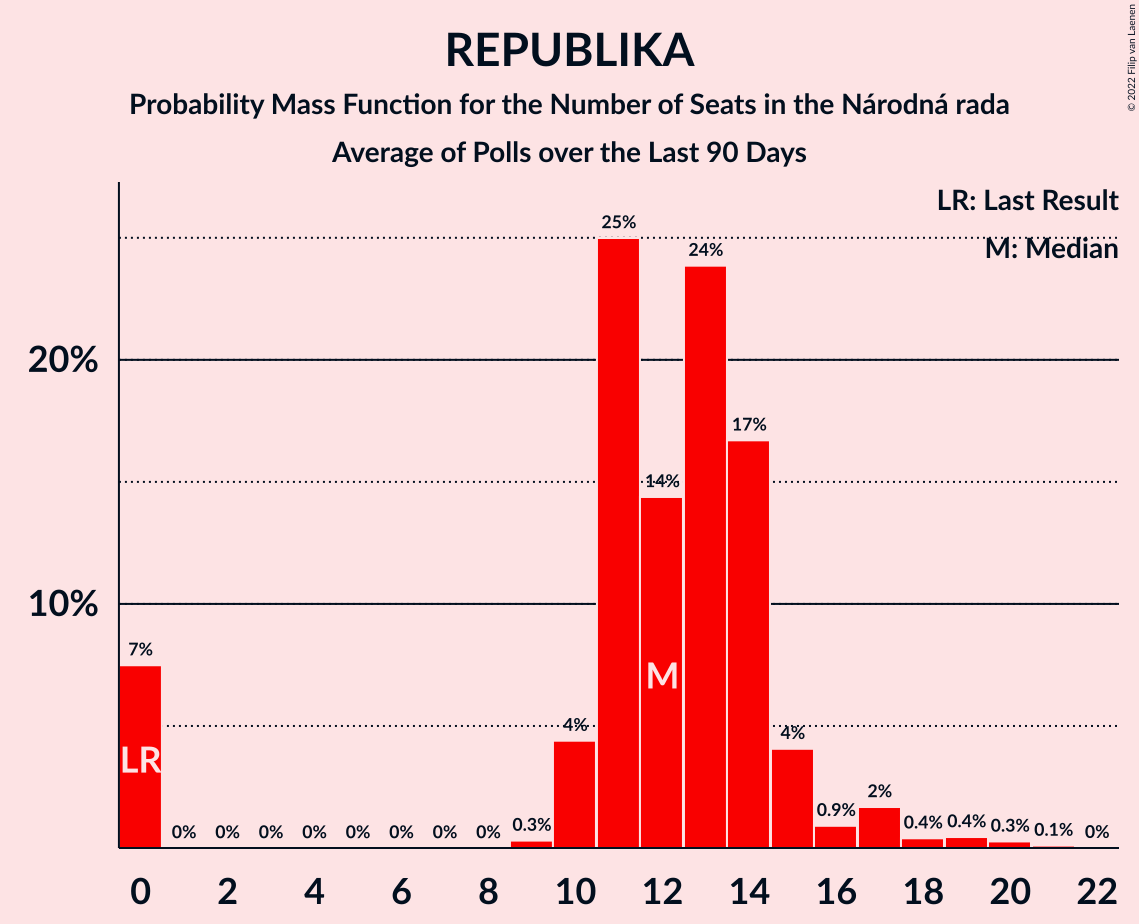 REPUBLIKA
Probability Mass Function for the Number of Seats in the Národná rada
Average of Polls over the Last 90 Days
© 2022 Filip van Laenen
LR: Last Result
M: Median
20%
10%
7%
0%
0%
0%
0%
0%
0%
0%
0%
0.3%
4%
25%
14%
24%
17%
4%
0.9%
2%
0.4%
0.4%
0.3%
0.1%
0%
LR
M
0 2 4 6 8 10 12 14 16 18 20 22